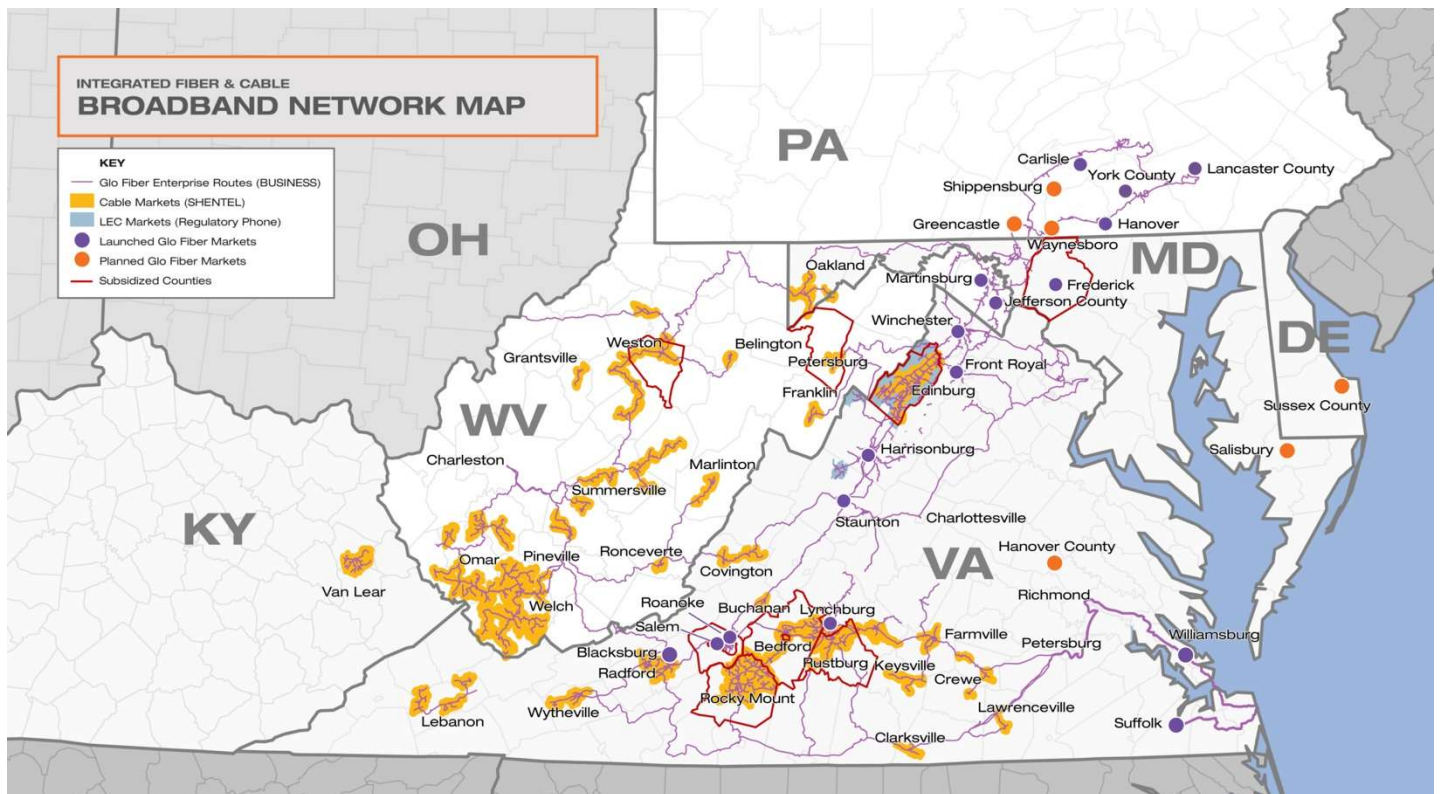 INTEGRATED FIBER & CABLE
BROADBAND NETWORK MAP
KEY
Glo Fiber Enterprise Routes (BUSINESS)
Cable Markets (SHENTEL)
LEC Markets (Regulatory Phone)
Launched Glo Fiber Markets
Planned Glo Fiber Markets
Subsidized Counties
PA
Carlisle
York County
Lancaster County
Shippensburg
Greencastle
Hanover
Waynesboro
OH
MD
Oakland
Martinsburg
Frederick
Jefferson County
Winchester
DE
Weston
Belington
Grantsville
Petersburg
Front Royal
Franklin
Edinburg
Sussex County
WV
Harrisonburg
Salisbury
Charleston
Marlinton
Summersville
Staunton
Charlottesville
KY
Hanover County
Omar
Pineville
Ronceverte
Covington
VA
Van Lear
Welch
Richmond
Roanoke
Buchanan
Lynchburg
Salem
Farmville
Petersburg
Williamsburg
Blacksburg
Bedford
Radford
Rustburg
Keysville
Crewe
Rocky Mount
Lebanon
Wytheville
Lawrenceville
Suffolk
Clarksville